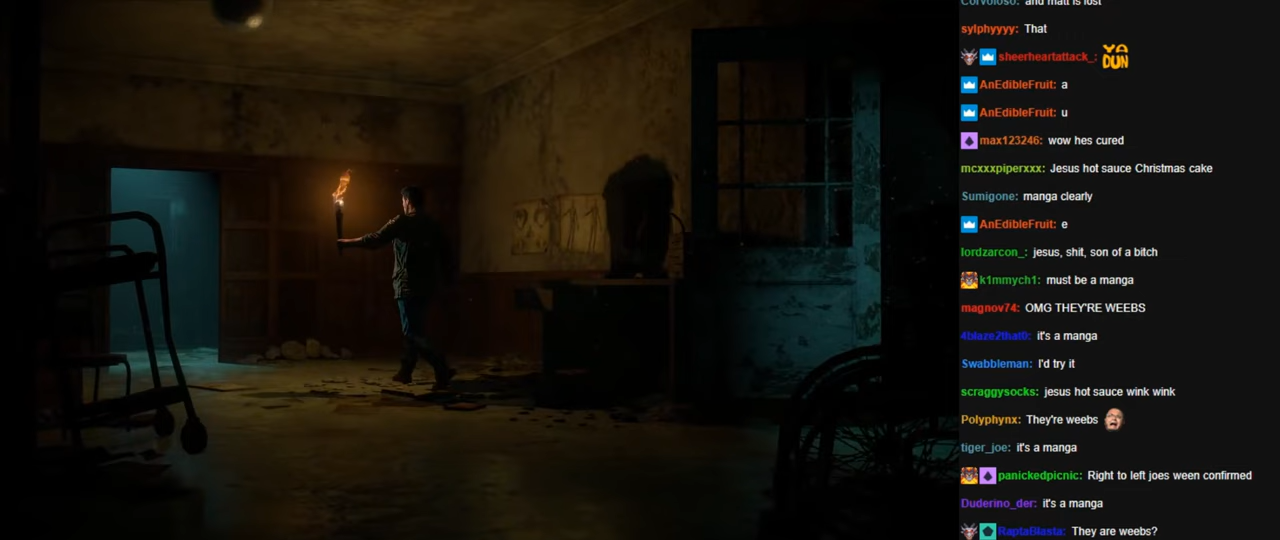 Corvoloso: and matt is lost
sylphyyyy: That
sheerheartattack_: YA DUN
AnEdibleFruit: a
AnEdibleFruit: u
max123246: wow hes cured
mcxxxpiperxxx: Jesus hot sauce Christmas cake
Sumigone: manga clearly
AnEdibleFruit: e
lordzarcon_: jesus, shit, son of a bitch
k1mmych1: must be a manga
magnov74: OMG THEY'RE WEEBS
4blaze2that0: it's a manga
Swabbleman: I'd try it
scraggysocks: jesus hot sauce wink wink
Polyphynx: They're weebs
tiger_joe: it's a manga
panickedpicnic: Right to left joes ween confirmed
Duderino_der: it's a manga
RaptaBlasta: They are weebs?